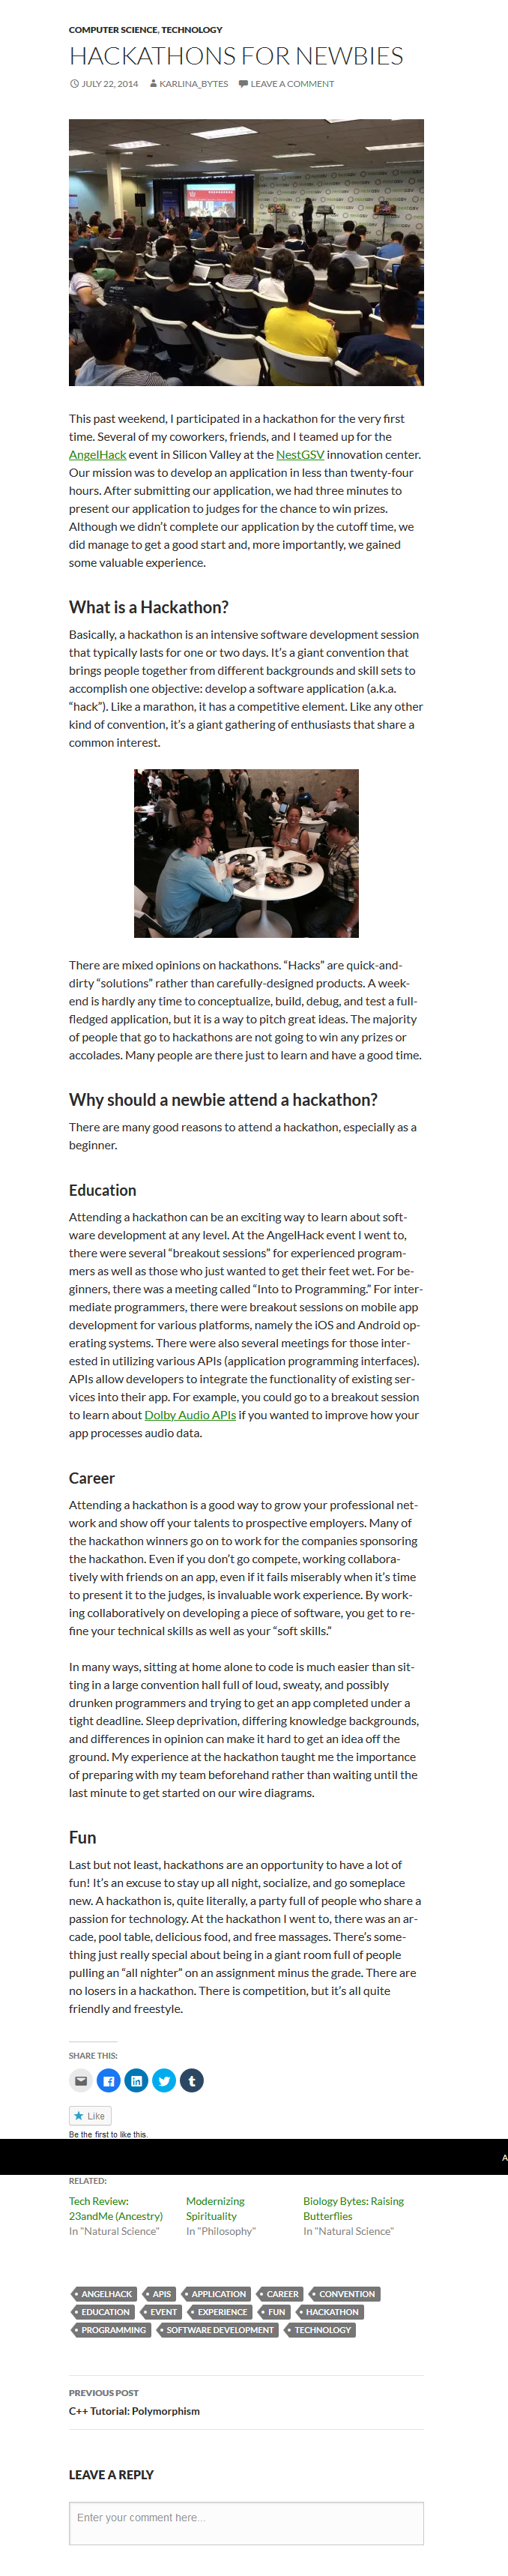 COMPUTER SCIENCE, TECHNOLOGY
HACKATHONS FOR NEWBIES
JULY 22, 2014 KARLINA_BYTES LEAVE A COMMENT
This past weekend, I participated in a hackathon for the very first
time. Several of my coworkers, friends, and I teamed up for the
AngelHack event in Silicon Valley at the NestGSV innovation center.
Our mission was to develop an application in less than twenty-four
hours. After submitting our application, we had three minutes to
present our application to judges for the chance to win prizes.
Although we didn’t complete our application by the cutoff time, we
did manage to get a good start and, more importantly, we gained
some valuable experience.
What is a Hackathon?
Basically, a hackathon is an intensive software development session
that typically lasts for one or two days. It’s a giant convention that
brings people together from different backgrounds and skill sets to
accomplish one objective: develop a software application (a.k.a.
“hack”). Like a marathon, it has a competitive element. Like any other
kind of convention, it’s a giant gathering of enthusiasts that share a
common interest.
There are mixed opinions on hackathons. “Hacks” are quick-and-
dirty “solutions” rather than carefully-designed products. A week-
end is hardly any time to conceptualize, build, debug, and test a full-
fledged application, but it is a way to pitch great ideas. The majority
of people that go to hackathons are not going to win any prizes or
accolades. Many people are there just to learn and have a good time.
Why should a newbie attend a hackathon?
There are many good reasons to attend a hackathon, especially as a
beginner.
Education
Attending a hackathon can be an exciting way to learn about soft-
ware development at any level. At the AngelHack event I went to,
there were several “breakout sessions” for experienced program-
mers as well as those who just wanted to get their feet wet. For be-
ginners, there was a meeting called “Into to Programming.” For inter-
mediate programmers, there were breakout sessions on mobile app
development for various platforms, namely the iOS and Android op-
erating systems. There were also several meetings for those inter-
ested in utilizing various APIs (application programming interfaces).
APIs allow developers to integrate the functionality of existing ser-
vices into their app. For example, you could go to a breakout session
to learn about Dolby Audio APIs if you wanted to improve how your
app processes audio data.
Career
Attending a hackathon is a good way to grow your professional net-
work and show off your talents to prospective employers. Many of
the hackathon winners go on to work for the companies sponsoring
the hackathon. Even if you don’t go compete, working collabora-
tively with friends on an app, even if it fails miserably when it’s time
to present it to the judges, is invaluable work experience. By work-
ing collaboratively on developing a piece of software, you get to re-
fine your technical skills as well as your “soft skills.”
In many ways, sitting at home alone to code is much easier than sit-
ting in a large convention hall full of loud, sweaty, and possibly
drunken programmers and trying to get an app completed under a
tight deadline. Sleep deprivation, differing knowledge backgrounds,
and differences in opinion can make it hard to get an idea off the
ground. My experience at the hackathon taught me the importance
of preparing with my team beforehand rather than waiting until the
last minute to get started on our wire diagrams.
Fun
Last but not least, hackathons are an opportunity to have a lot of
fun! It’s an excuse to stay up all night, socialize, and go someplace
new. A hackathon is, quite literally, a party full of people who share a
passion for technology. At the hackathon I went to, there was an ar-
cade, pool table, delicious food, and free massages. There’s some-
thing just really special about being in a giant room full of people
pulling an “all nighter” on an assignment minus the grade. There are
no losers in a hackathon. There is competition, but it’s all quite
friendly and freestyle.
SHARE THIS:
Like
Be the first to like this.
A
RELATED:
Tech Review: Modernizing Biology Bytes: Raising
23andMe (Ancestry) Spirituality Butterflies
In "Natural Science" In "Philosophy" In "Natural Science"
ANGELHACK APIS APPLICATION CAREER CONVENTION
EDUCATION EVENT EXPERIENCE FUN HACKATHON
PROGRAMMING SOFTWARE DEVELOPMENT TECHNOLOGY
PREVIOUS POST
C++ Tutorial: Polymorphism
LEAVE A REPLY
Enter your comment here...